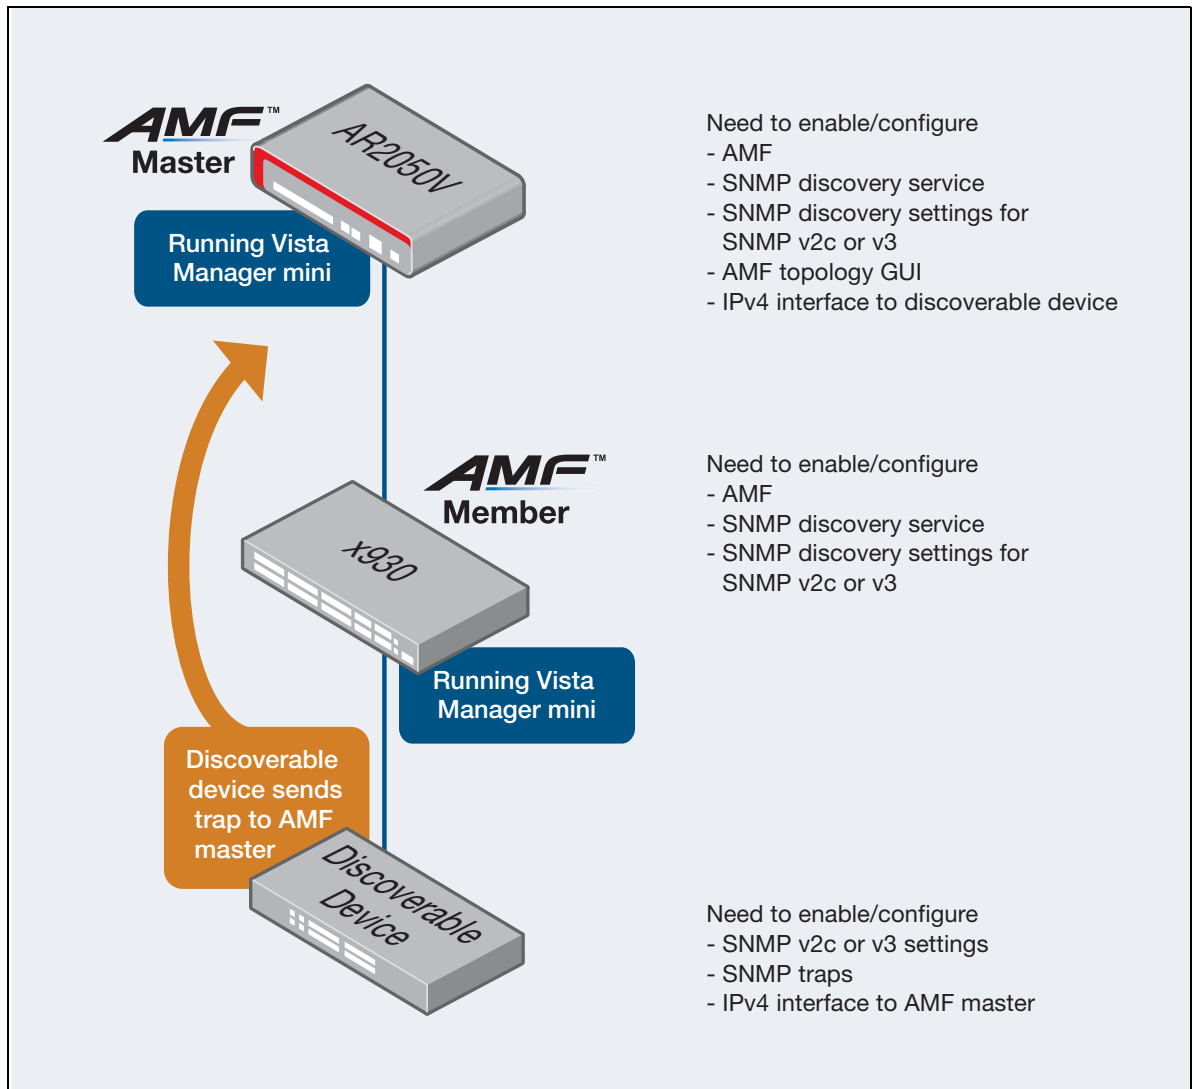 AMF™
Master
AR2050V
Running Vista
Manager mini
Need to enable/configure
- AMF
- SNMP discovery service
- SNMP discovery settings for
SNMP v2c or v3
- AMF topology GUI
- IPv4 interface to discoverable device
AMF™
Member
x930
Running Vista
Manager mini
Need to enable/configure
- AMF
- SNMP discovery service
- SNMP discovery settings for
SNMP v2c or v3
Discoverable
device sends
trap to AMF
master
Discoverable
Device
Need to enable/configure
- SNMP v2c or v3 settings
- SNMP traps
- IPv4 interface to AMF master